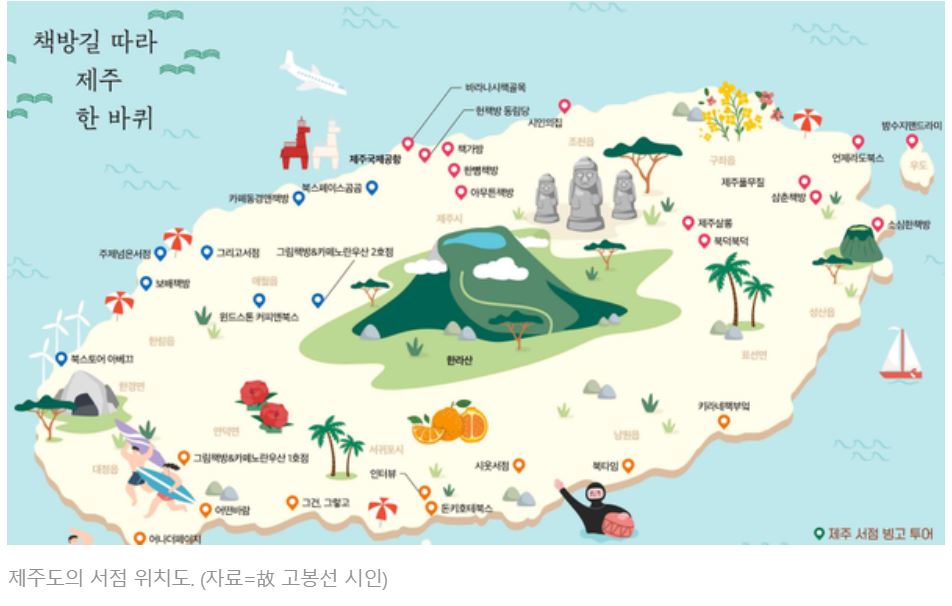 책방길 따라
제주
한 바퀴
바라나시책골목
헌책방 동림당
시인의집
제주국제공항
책가방
한뼘책방
아무튼책방
제주시
조천읍
구좌읍
언제라도북스
밤수지맨드라미
우도
제주풀무질
삼춘책방
소심한책방
제주살롱
북덕북덕
성산읍
표선면
북스페이스곰곰
카페동경앤책방
주제넘은서점
그리고서점
그림책방&카페노란우산 2호점
보배책방
애월읍
윈드스톤 커피앤북스
한림읍
한라산
북스토어 아베끄
한경면
안덕면
서귀포시
대정읍
그림책방&카페노란우산 1호점
인터뷰
시옷서점
북타임
남원읍
키라네책부엌
어떤바람
그건, 그렇고
돈키호테북스
어나더페이지
제주 서점 빙고 투어
제주도의 서점 위치도. (자료=故 고봉선 시인)